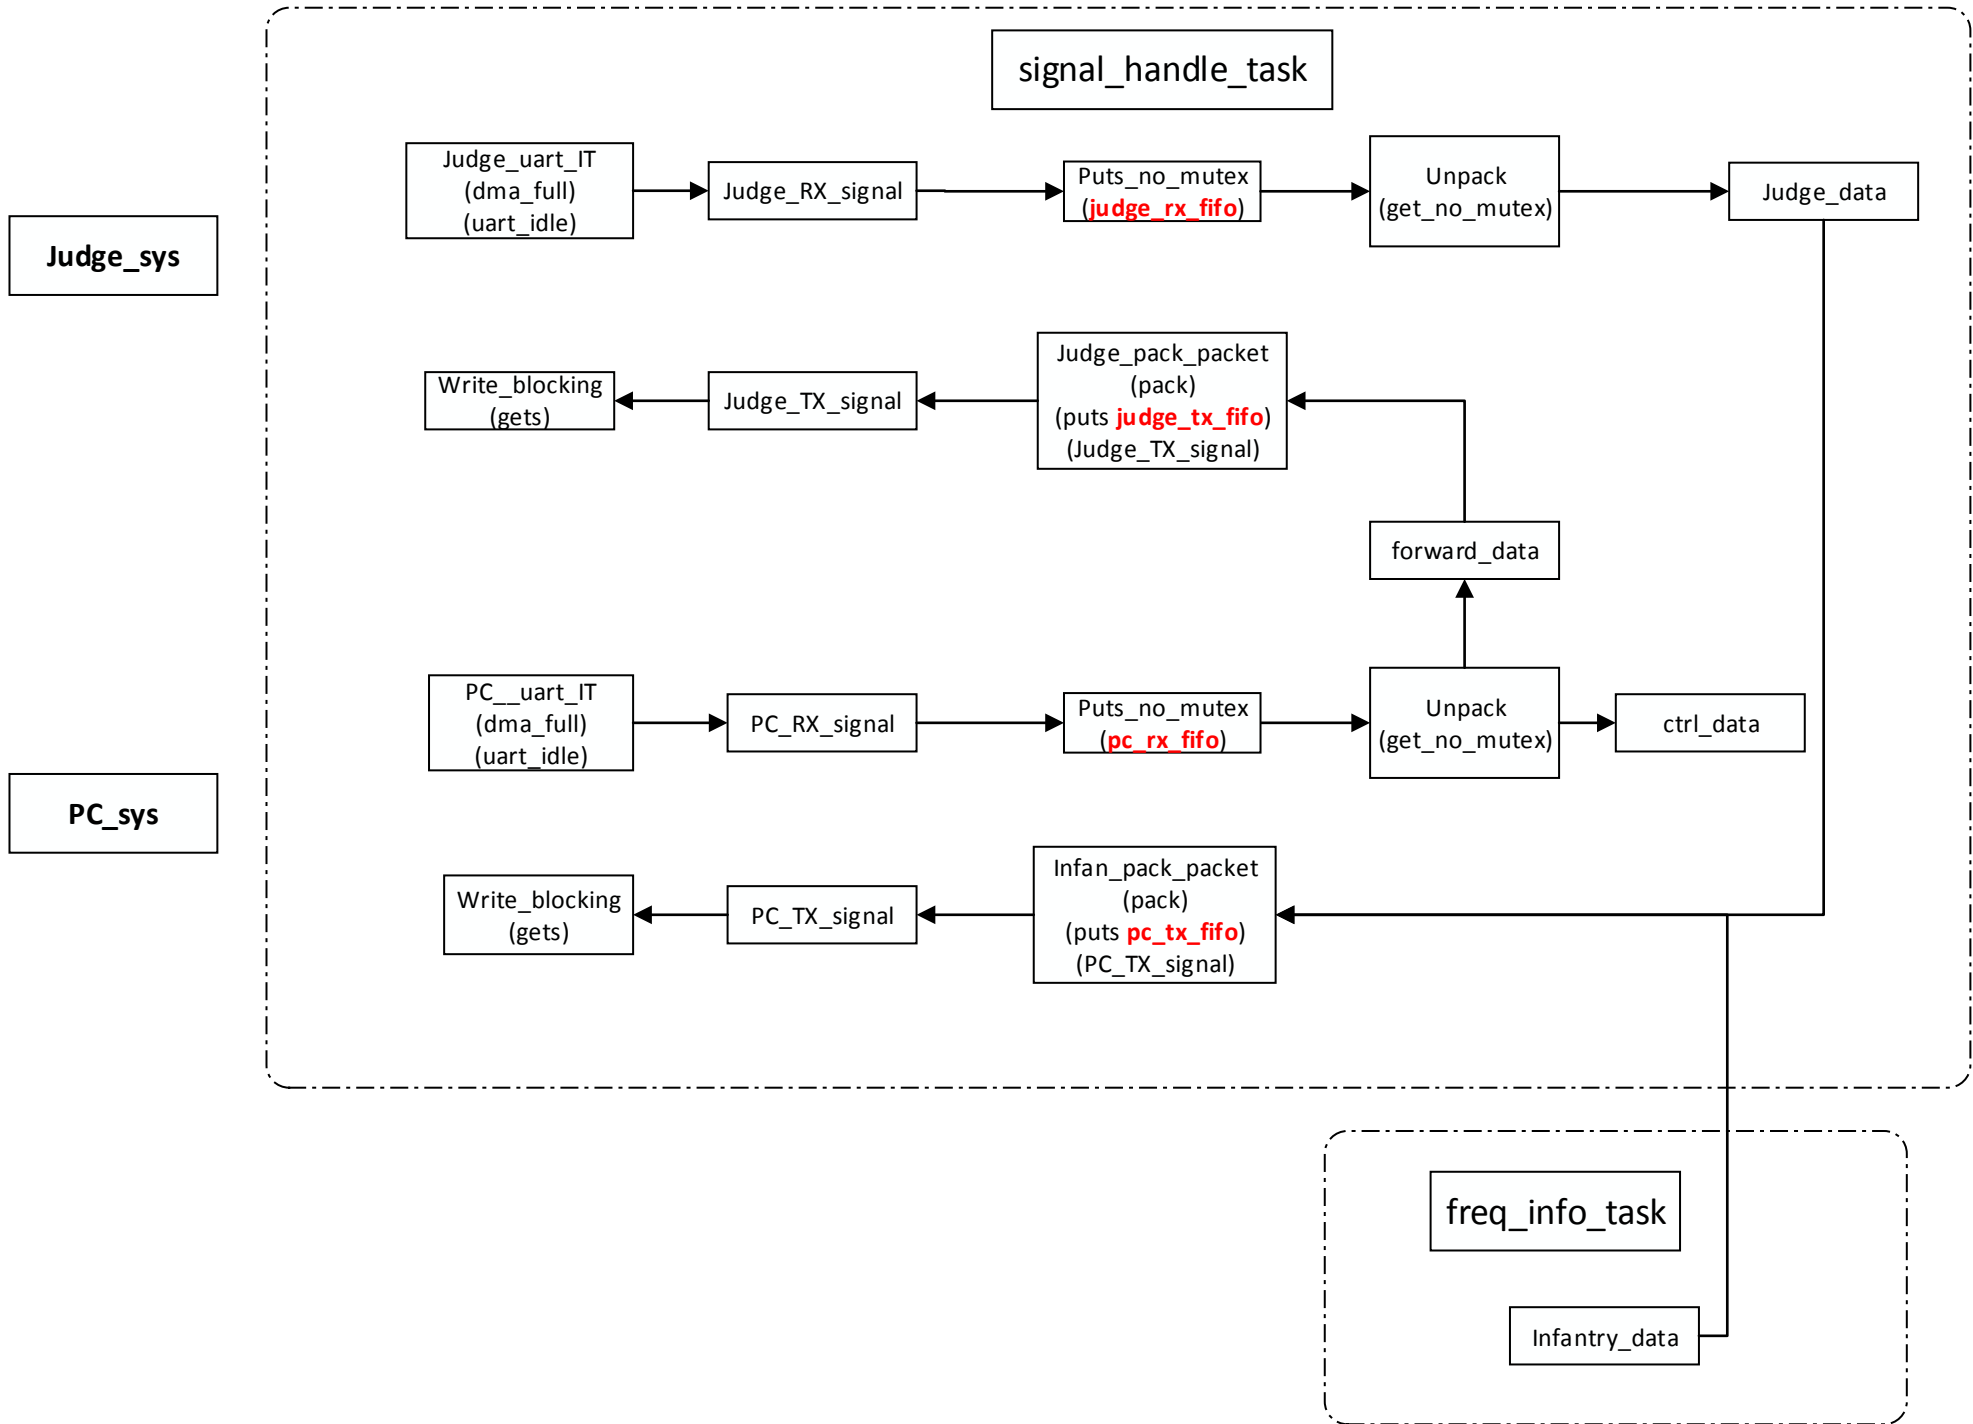 signal_handle_task
Judge_uart_IT
(dma_full)
(uart_idle)
Judge_RX_signal
Puts_no_mutex
(judge_rx_fifo)
Unpack
(get_no_mutex)
Judge_data
Judge_sys
Write_blocking
(gets)
Judge_TX_signal
Judge_pack_packet
(pack)
(puts judge_tx_fifo)
(Judge_TX_signal)
forward_data
PC__uart_IT
(dma_full)
(uart_idle)
PC_RX_signal
Puts_no_mutex
(pc_rx_fifo)
Unpack
(get_no_mutex)
ctrl_data
PC_sys
Write_blocking
(gets)
PC_TX_signal
Infan_pack_packet
(pack)
(puts pc_tx_fifo)
(PC_TX_signal)
freq_info_task
Infantry_data